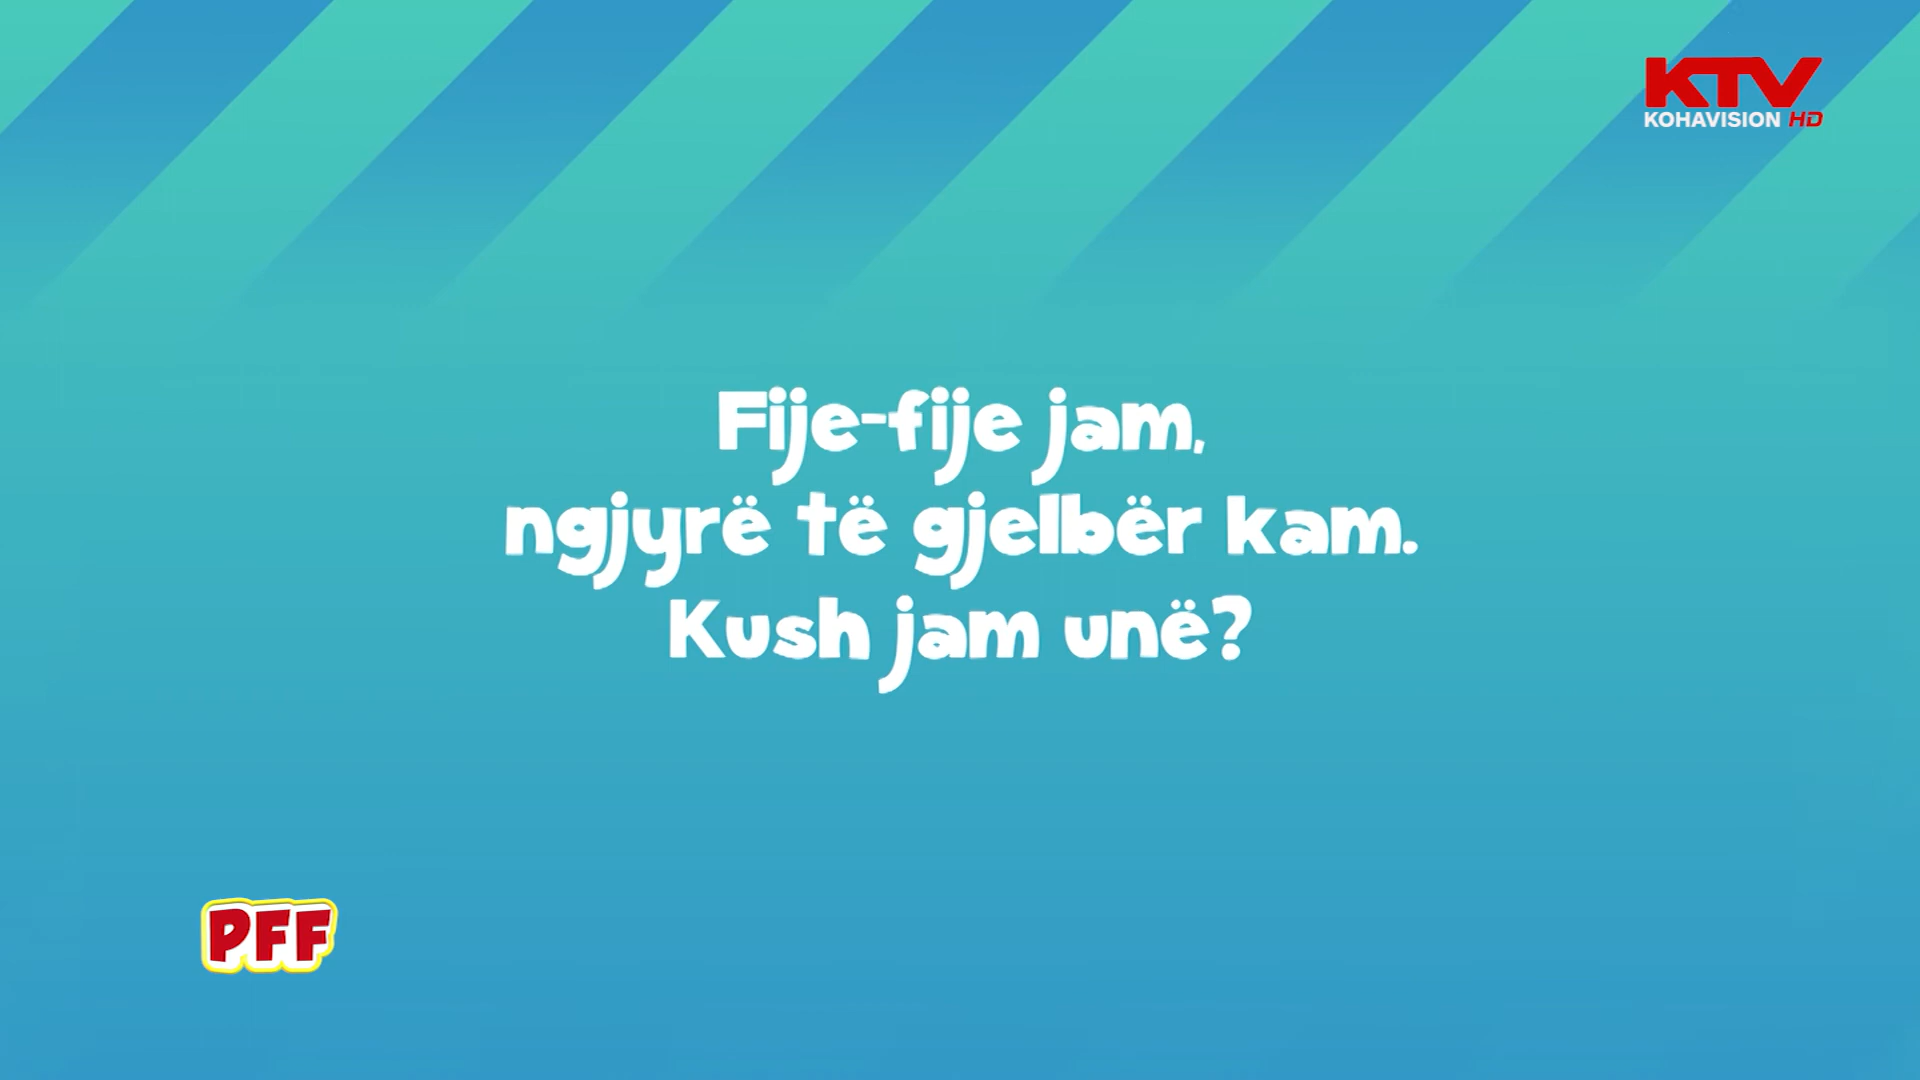 KTV
KOHAVISION HD
Fije-fije jam,
ngjyrë të gjelbër kam.
Kush jam unë?
PFF